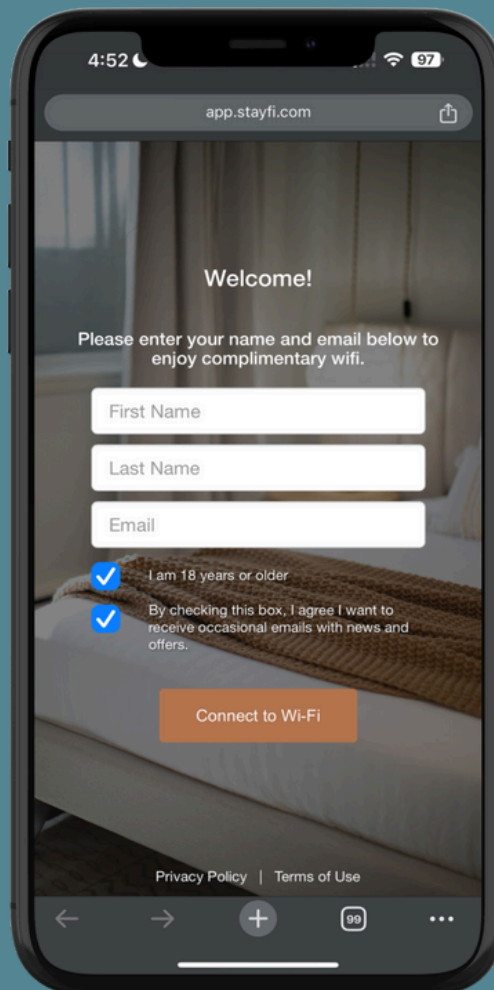 4:52
97
app.stayfi.com
Welcome!
Please enter your name and email below to
enjoy complimentary wifi.
First Name
Last Name
Email
I am 18 years or older
By checking this box, I agree I want to
receive occasional emails with news and
offers.
Connect to Wi-Fi
Privacy Policy | Terms of Use
99